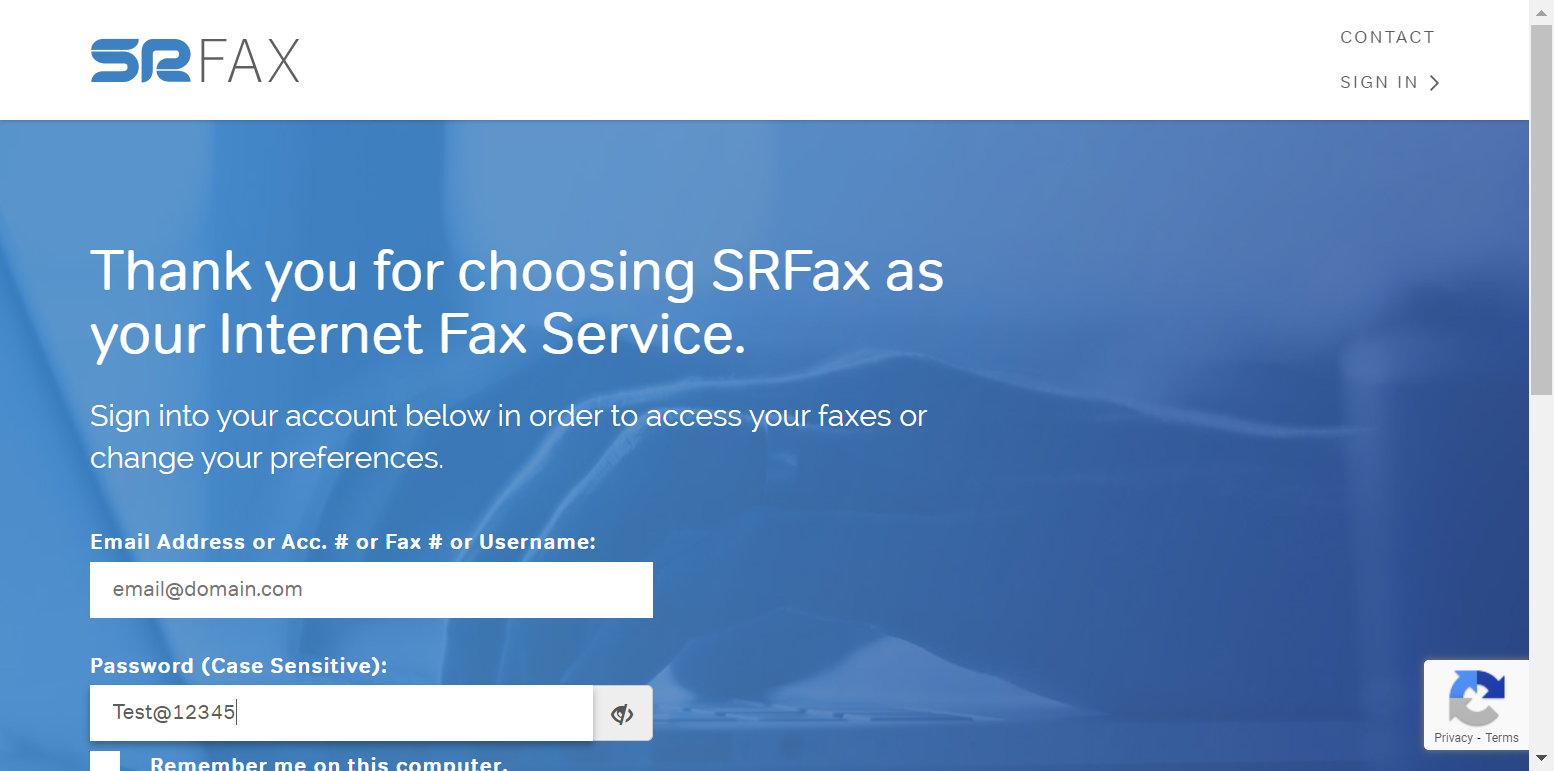 SRFAX
CONTACT
SIGN IN
Thank you for choosing SRFax as
your Internet Fax Service.
Sign into your account below in order to access your faxes or
change your preferences.
Email Address or Acc. # or Fax # or Username:
email@domain.com
Password (Case Sensitive):
Test@12345
Remember me on this computer.
Privacy - Terms